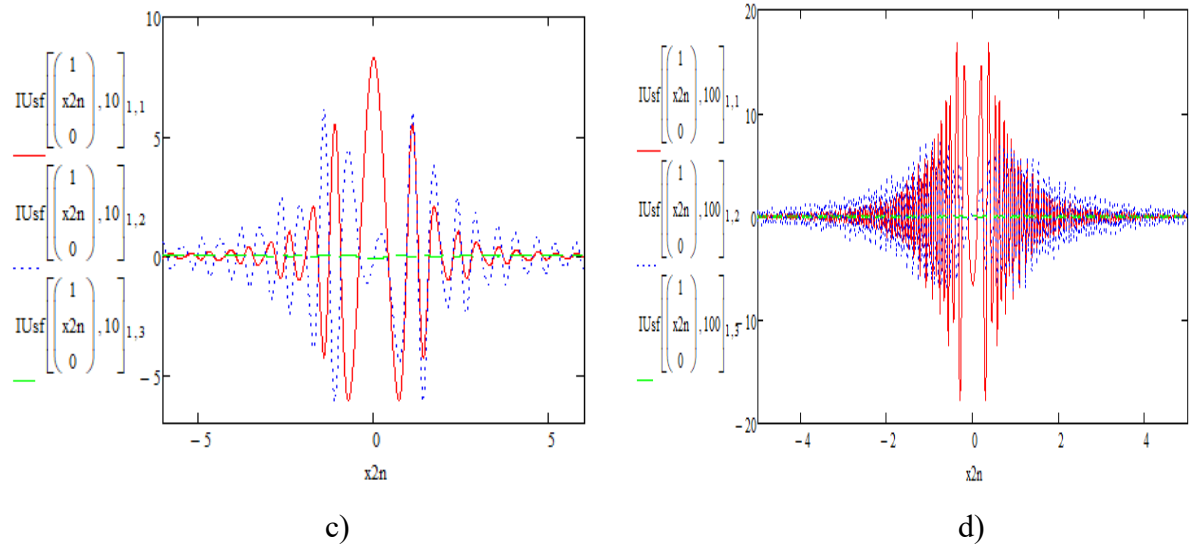 IUsf[(1 x2n 0), 10]1,1
IUsf[(1 x2n 0), 10]1,2
IUsf[(1 x2n 0), 10]1,3
10
5
0
−5
−5
0
5
x2n
c)
IUsf[(1 x2n 0), 100]1,1
IUsf[(1 x2n 0), 100]1,2
IUsf[(1 x2n 0), 100]1,3
20
10
0
−10
−20
−4
−2
0
2
4
x2n
d)